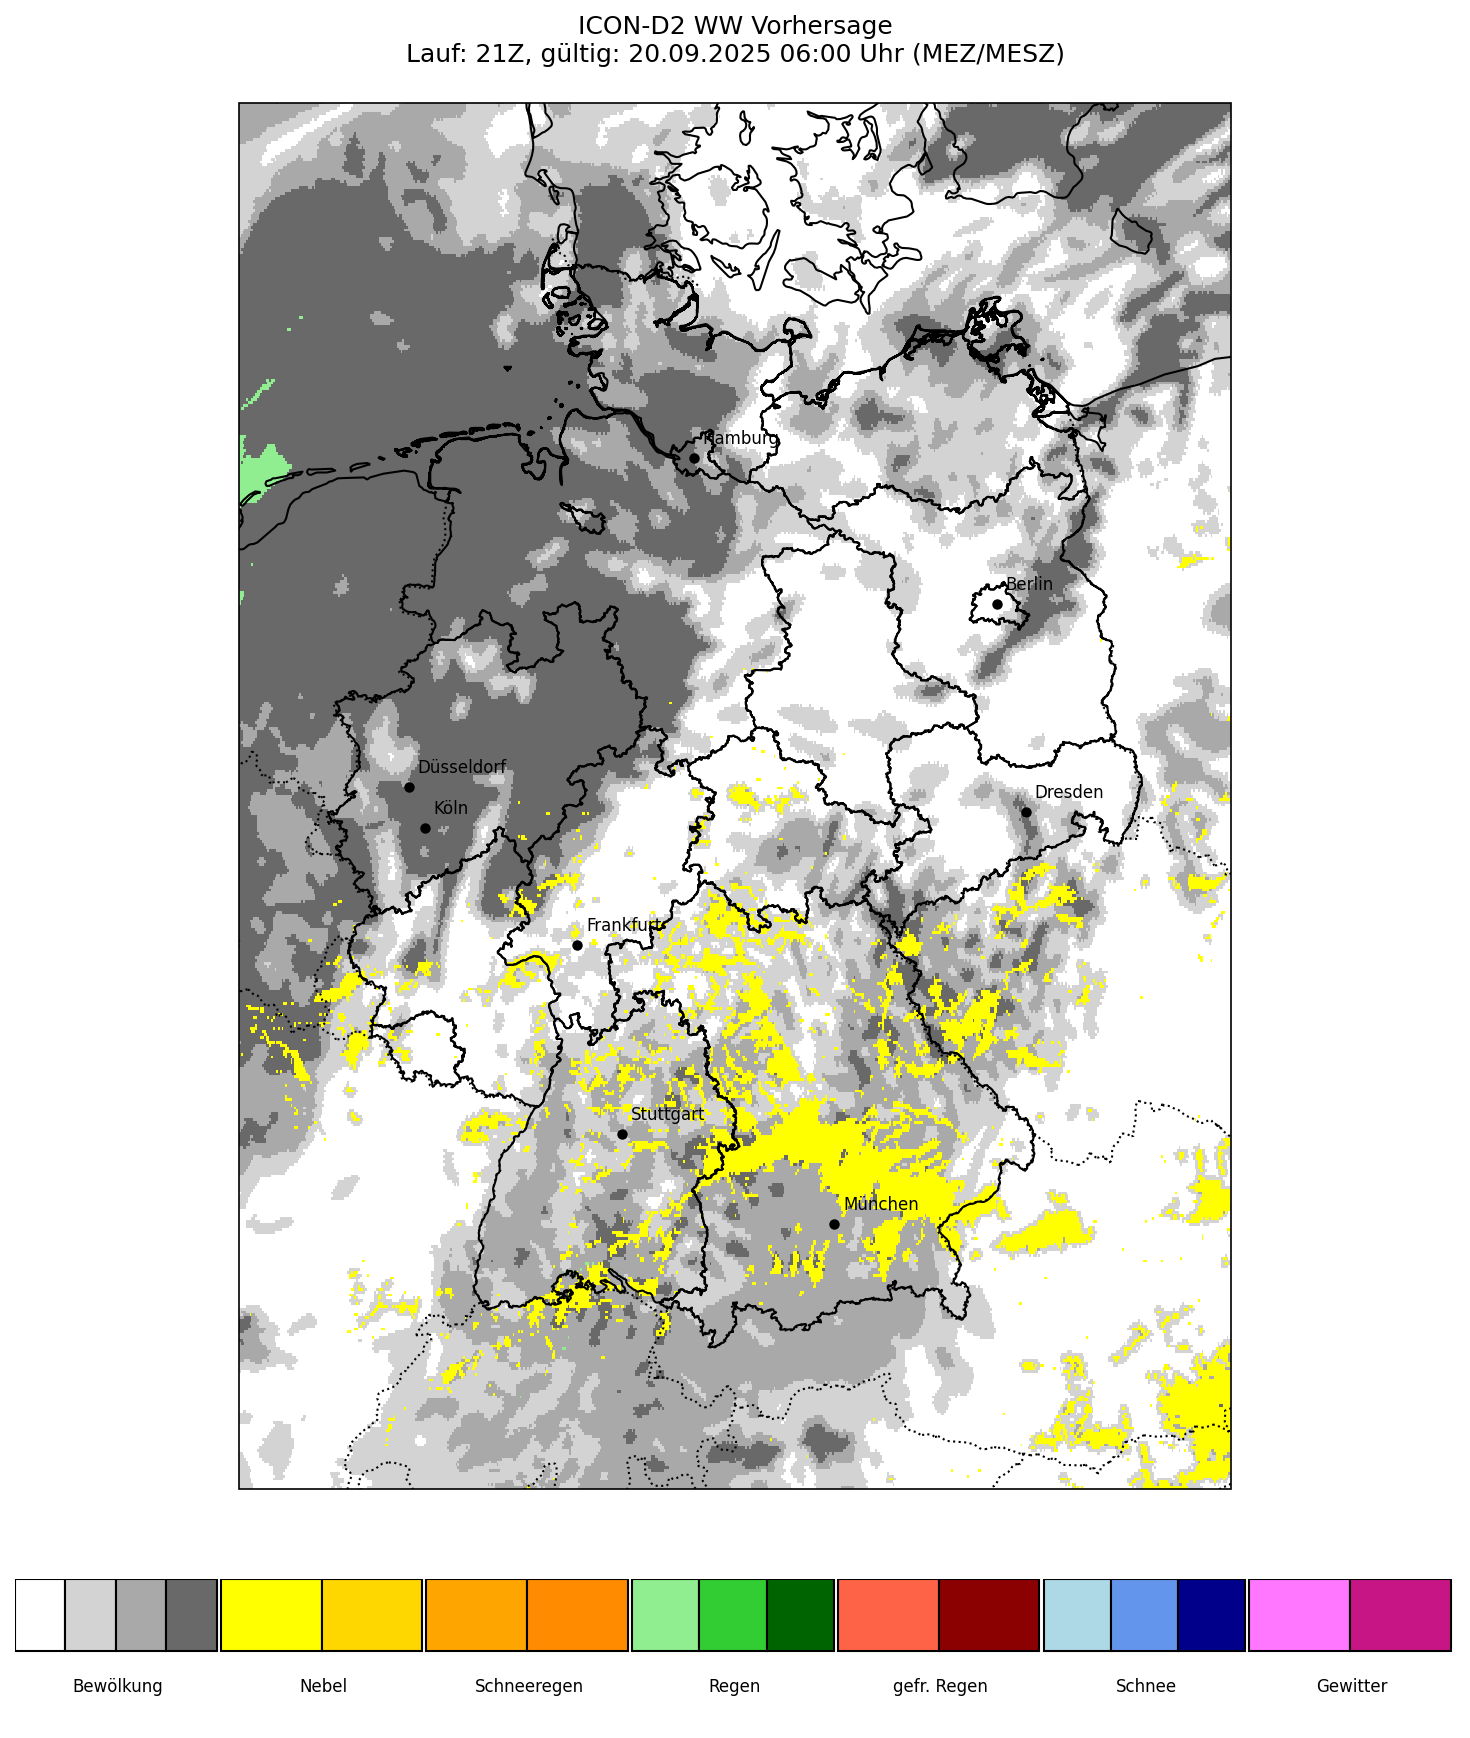 ICON-D2 WW Vorhersage
Lauf: 21Z, gültig: 20.09.2025 06:00 Uhr (MEZ/MESZ)
Hamburg
Berlin
Düsseldorf
Köln
Dresden
Frankfurt
Stuttgart
München
Bewölkung
Nebel
Schneeregen
Regen
gefr. Regen
Schnee
Gewitter